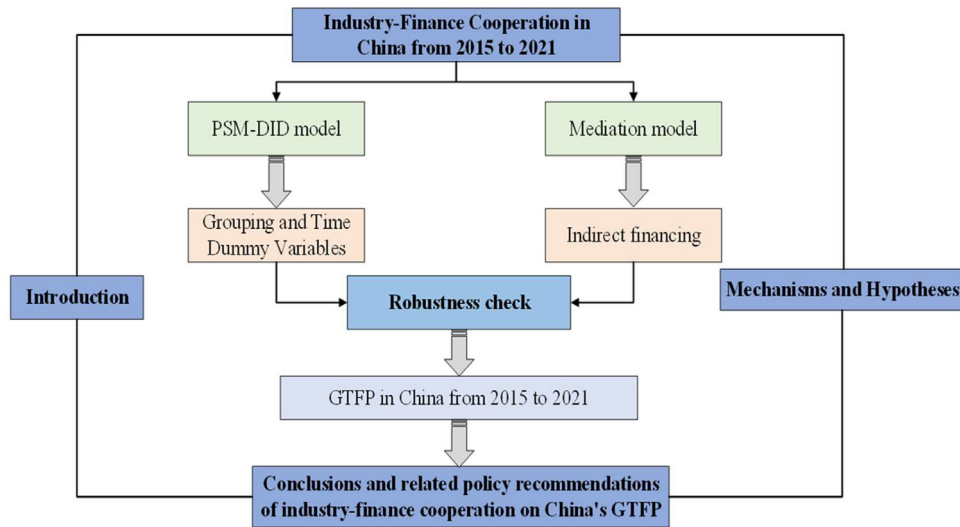 Industry-Finance Cooperation in
China from 2015 to 2021
PSM-DID model
Mediation model
Grouping and Time
Dummy Variables
Indirect financing
Introduction
Robustness check
Mechanisms and Hypotheses
GTFP in China from 2015 to 2021
Conclusions and related policy recommendations
of industry-finance cooperation on China's GTFP